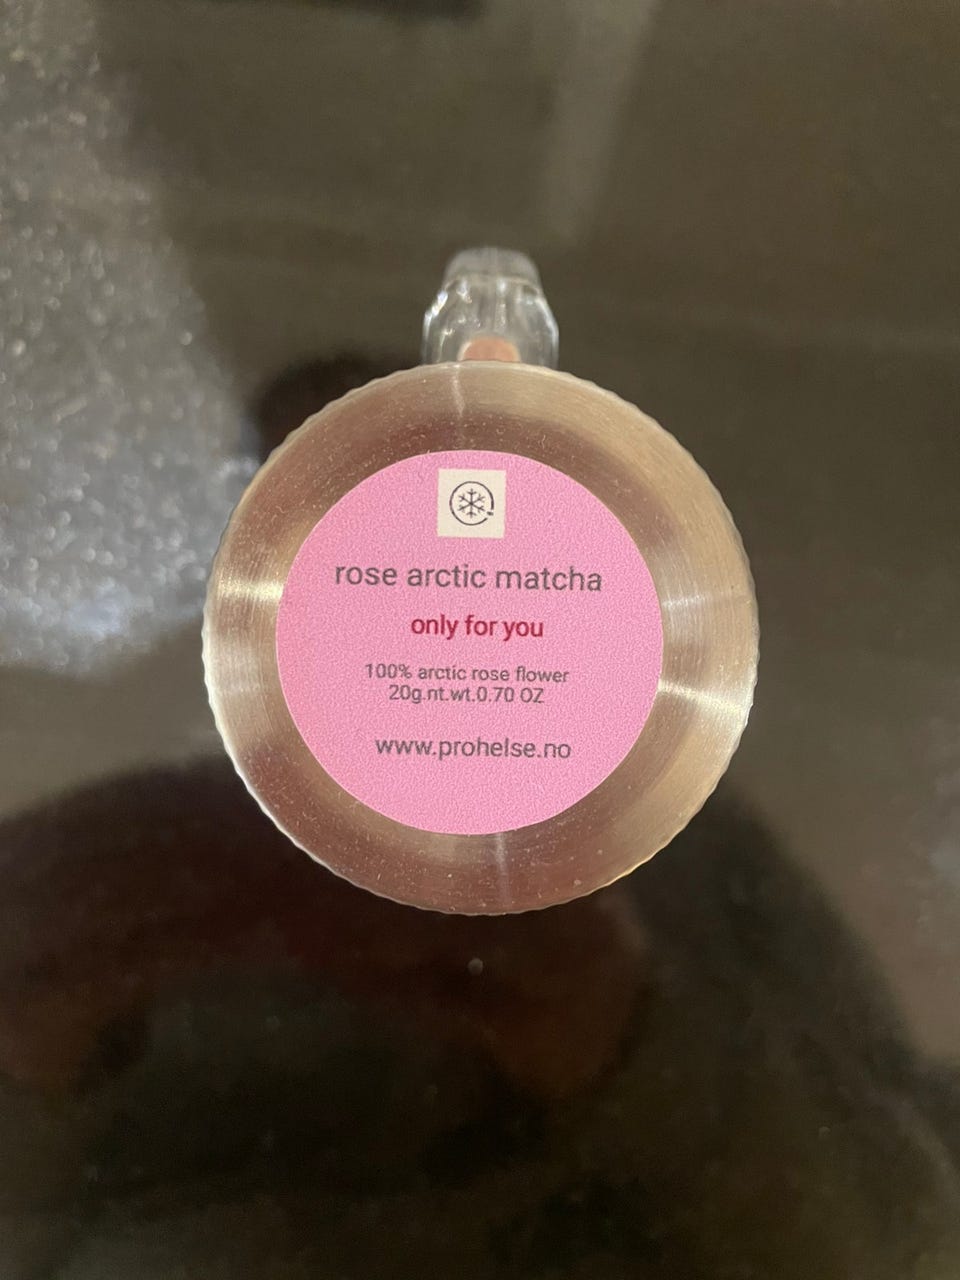 rose arctic matcha
only for you
100% arctic rose flower
20g.nt.wt.0.70 OZ
www.prohelse.no